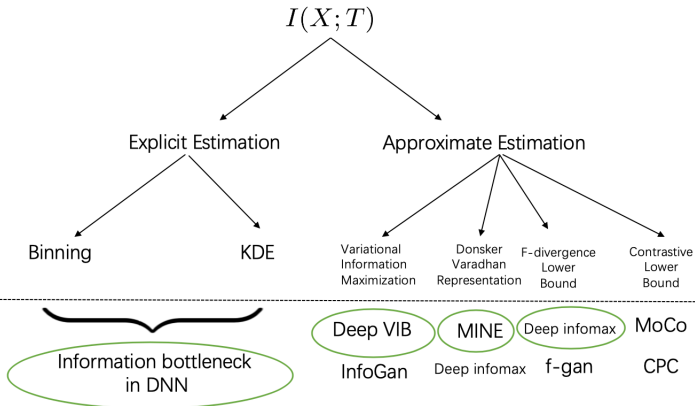 I(X;T)
Explicit Estimation
Approximate Estimation
Binning
KDE
Variational
Information
Maximization
Donsker
Varadhan
Representation
F-divergence
Lower
Bound
Contrastive
Lower
Bound
Information bottleneck
in DNN
Deep VIB
InfoGan
MINE
Deep infomax
Deep infomax
f-gan
MoCo
CPC